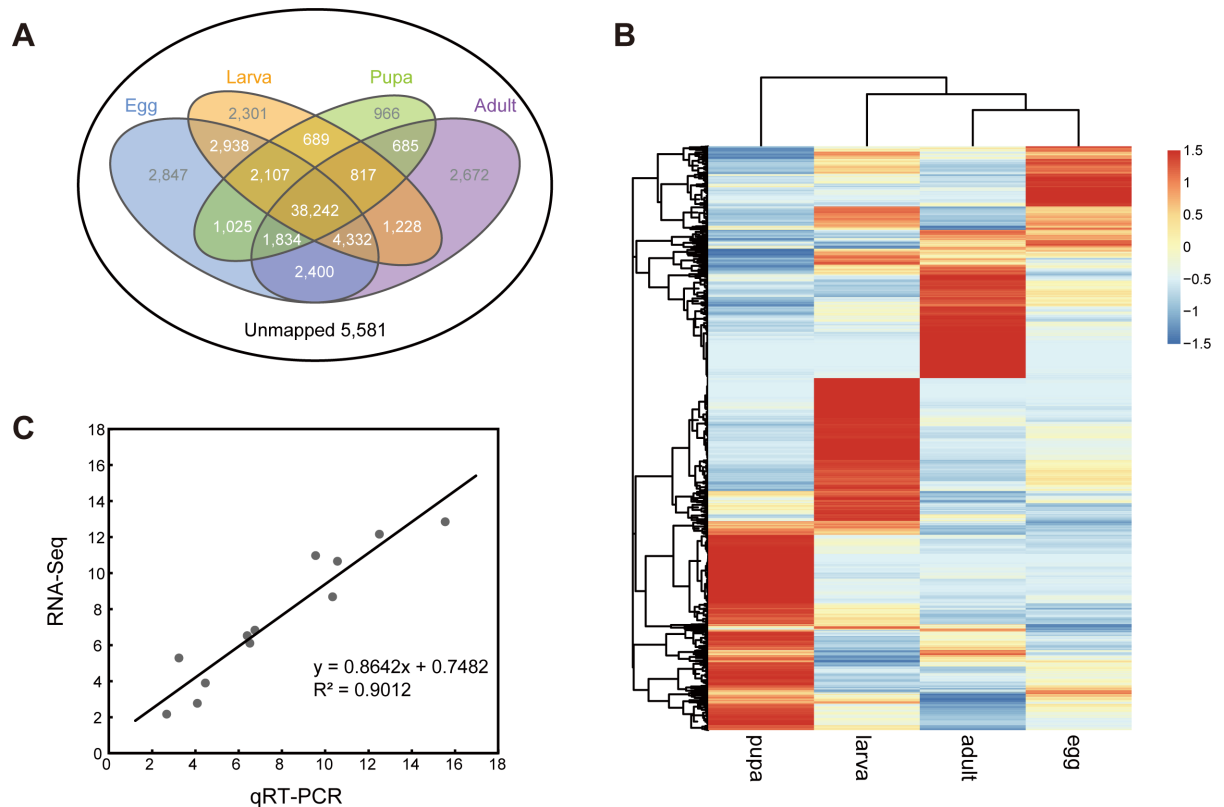 A
Larva
Pupa
Egg
Adult
2,301
966
2,938
689
685
2,847
2,107
817
2,672
38,242
1,025
1,834
4,332
1,228
2,400
Unmapped 5,581
B
1.5
1
0.5
0
−0.5
−1
−1.5
pupa
larva
adult
egg
C
18
16
14
12
10
8
6
4
2
0
RNA-Seq
y = 0.8642x + 0.7482
R² = 0.9012
0 2 4 6 8 10 12 14 16 18
qRT-PCR